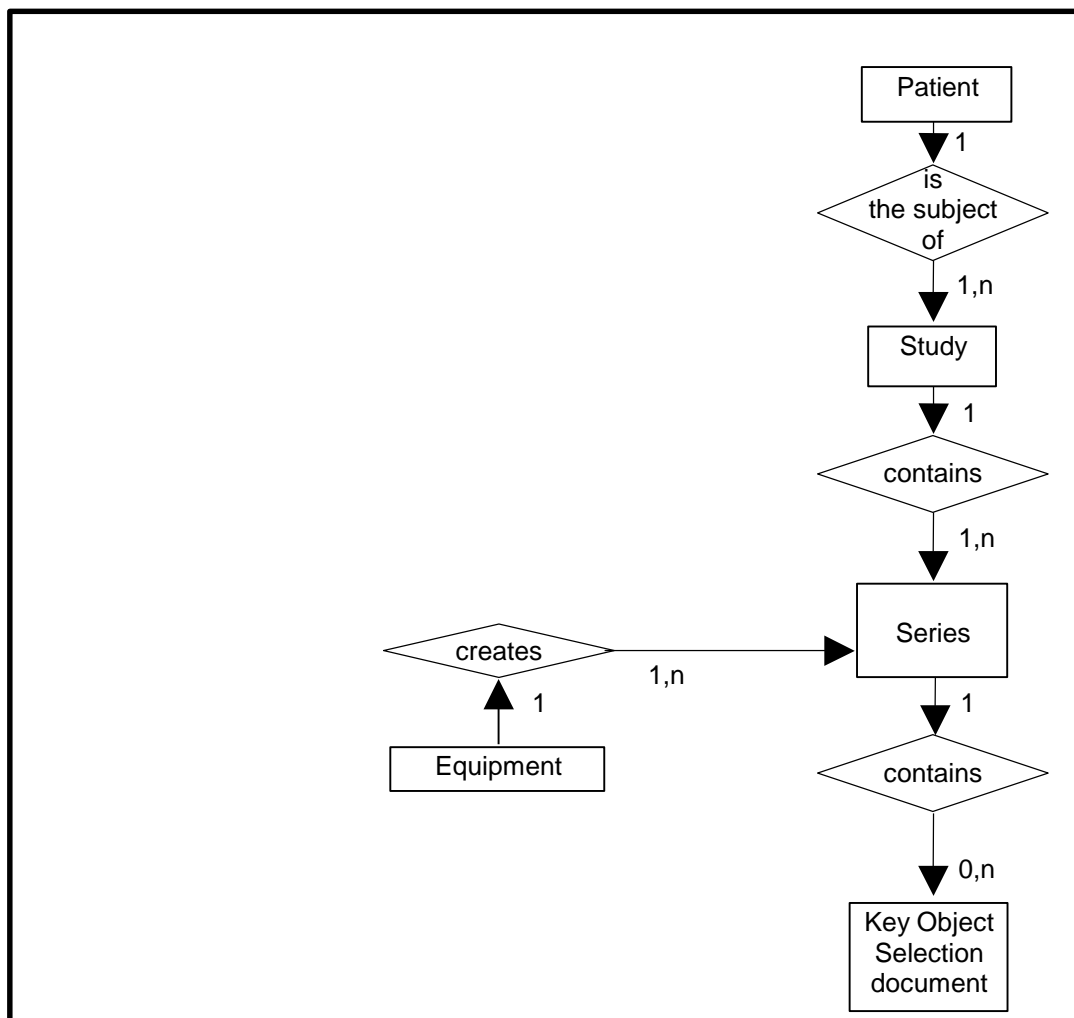 Patient
1
is
the subject
of
1,n
Study
1
contains
1,n
Series
creates
1,n
1
1
Equipment
contains
0,n
Key Object
Selection
document